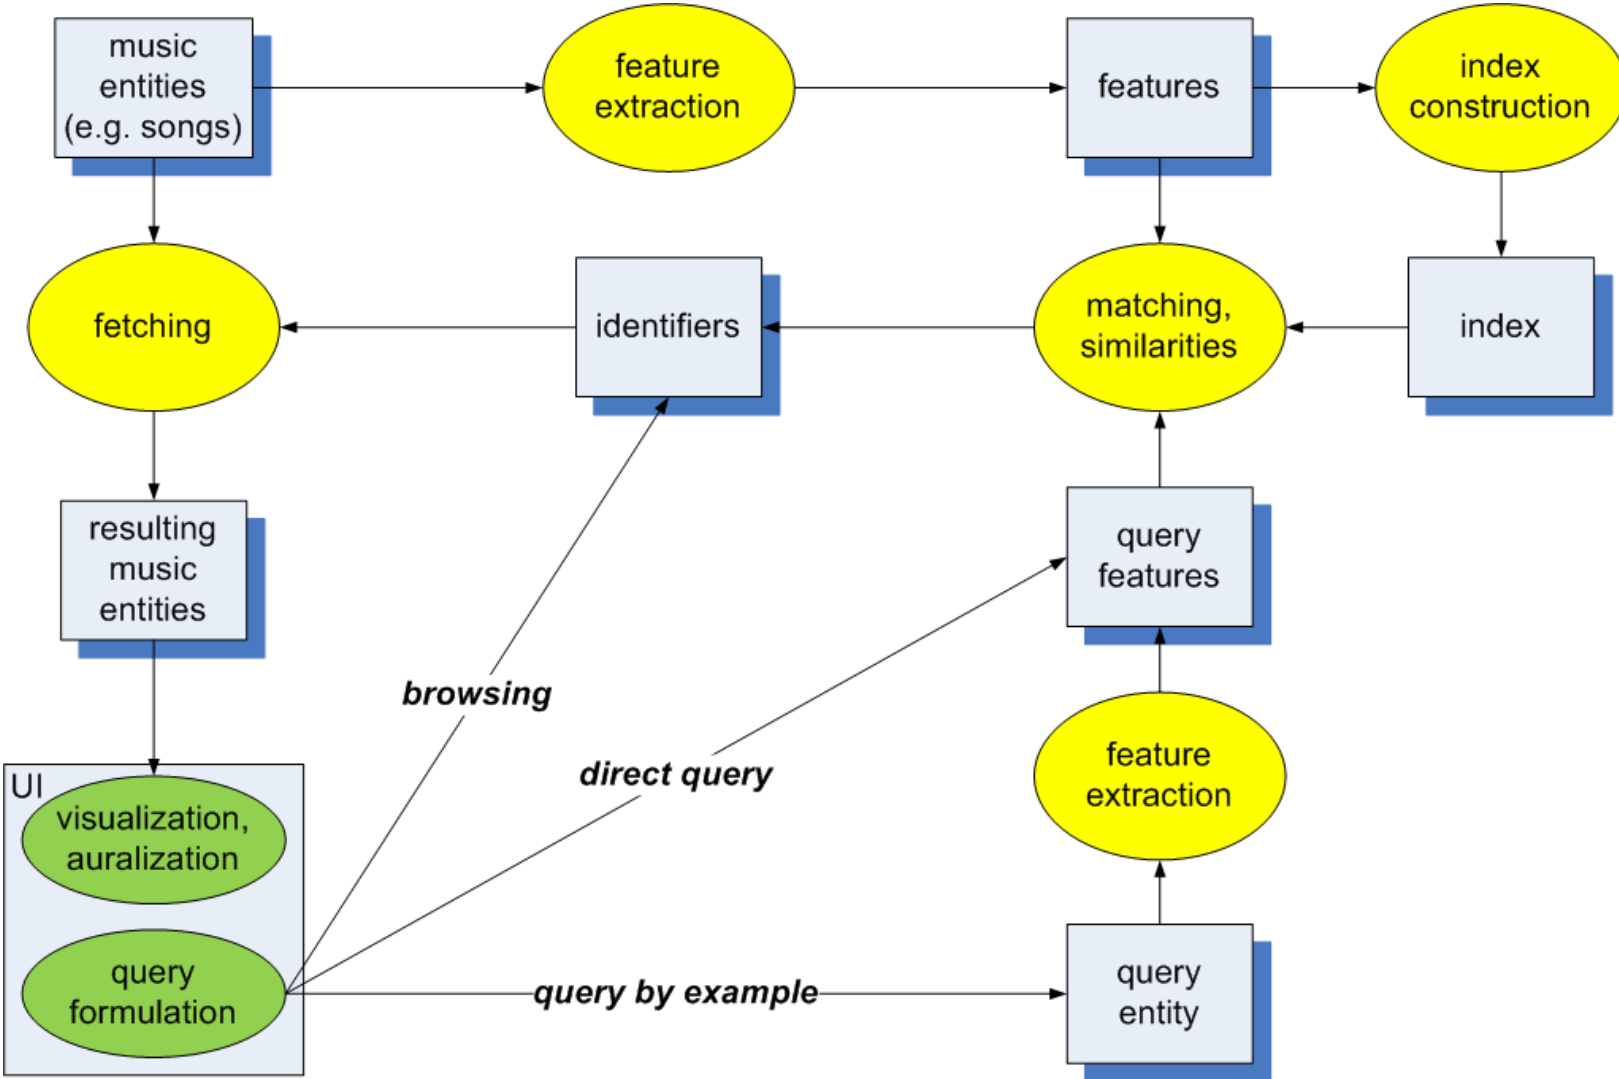 music
entities
(e.g. songs)
feature
extraction
features
index
construction
fetching
identifiers
matching,
similarities
index
resulting
music
entities
query
features
browsing
direct query
feature
extraction
UI
visualization,
auralization
query
formulation
query by example
query
entity